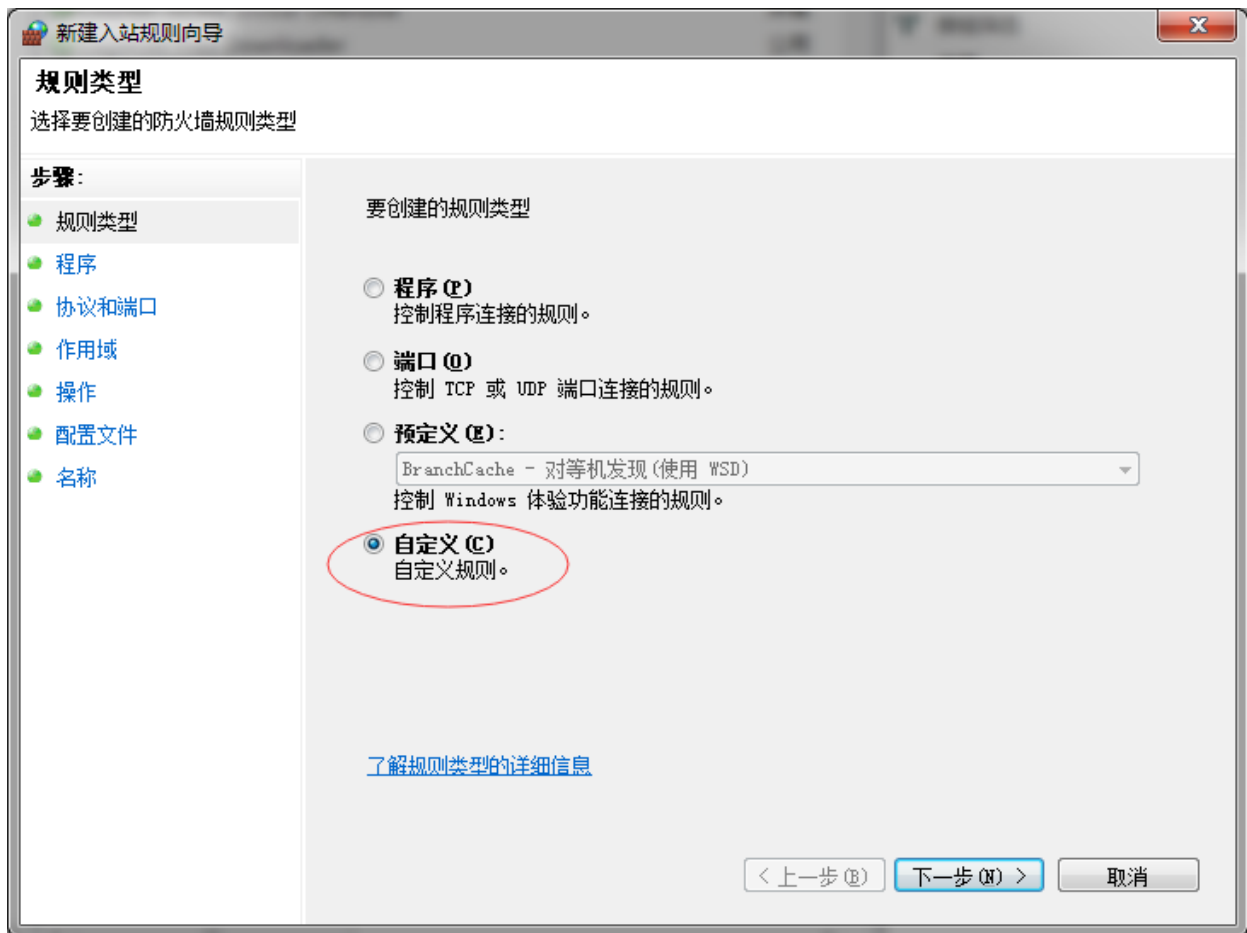 新建入站规则向导
规则类型
选择要创建的防火墙规则类型
步骤:
规则类型
程序
协议和端口
作用域
操作
配置文件
名称
要创建的规则类型
程序(P)
控制程序连接的规则。
端口(O)
控制 TCP 或 UDP 端口连接的规则。
预定义(E):
BranchCache - 对等机发现(使用 WSD)
控制 Windows 体验功能连接的规则。
自定义(C)
自定义规则。
了解规则类型的详细信息
< 上一步(B)
下一步(N) >
取消